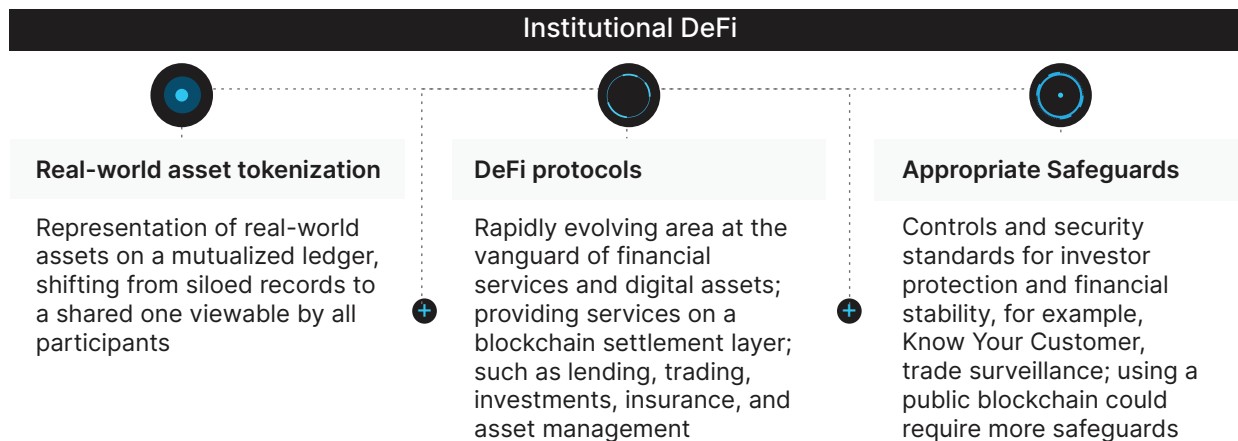 Institutional DeFi
Real-world asset tokenization
Representation of real-world
assets on a mutualized ledger,
shifting from siloed records to
a shared one viewable by all
participants
+
DeFi protocols
Rapidly evolving area at the
vanguard of financial
services and digital assets;
providing services on a
blockchain settlement layer;
such as lending, trading,
investments, insurance, and
asset management
+
Appropriate Safeguards
Controls and security
standards for investor
protection and financial
stability, for example,
Know Your Customer,
trade surveillance; using a
public blockchain could
require more safeguards